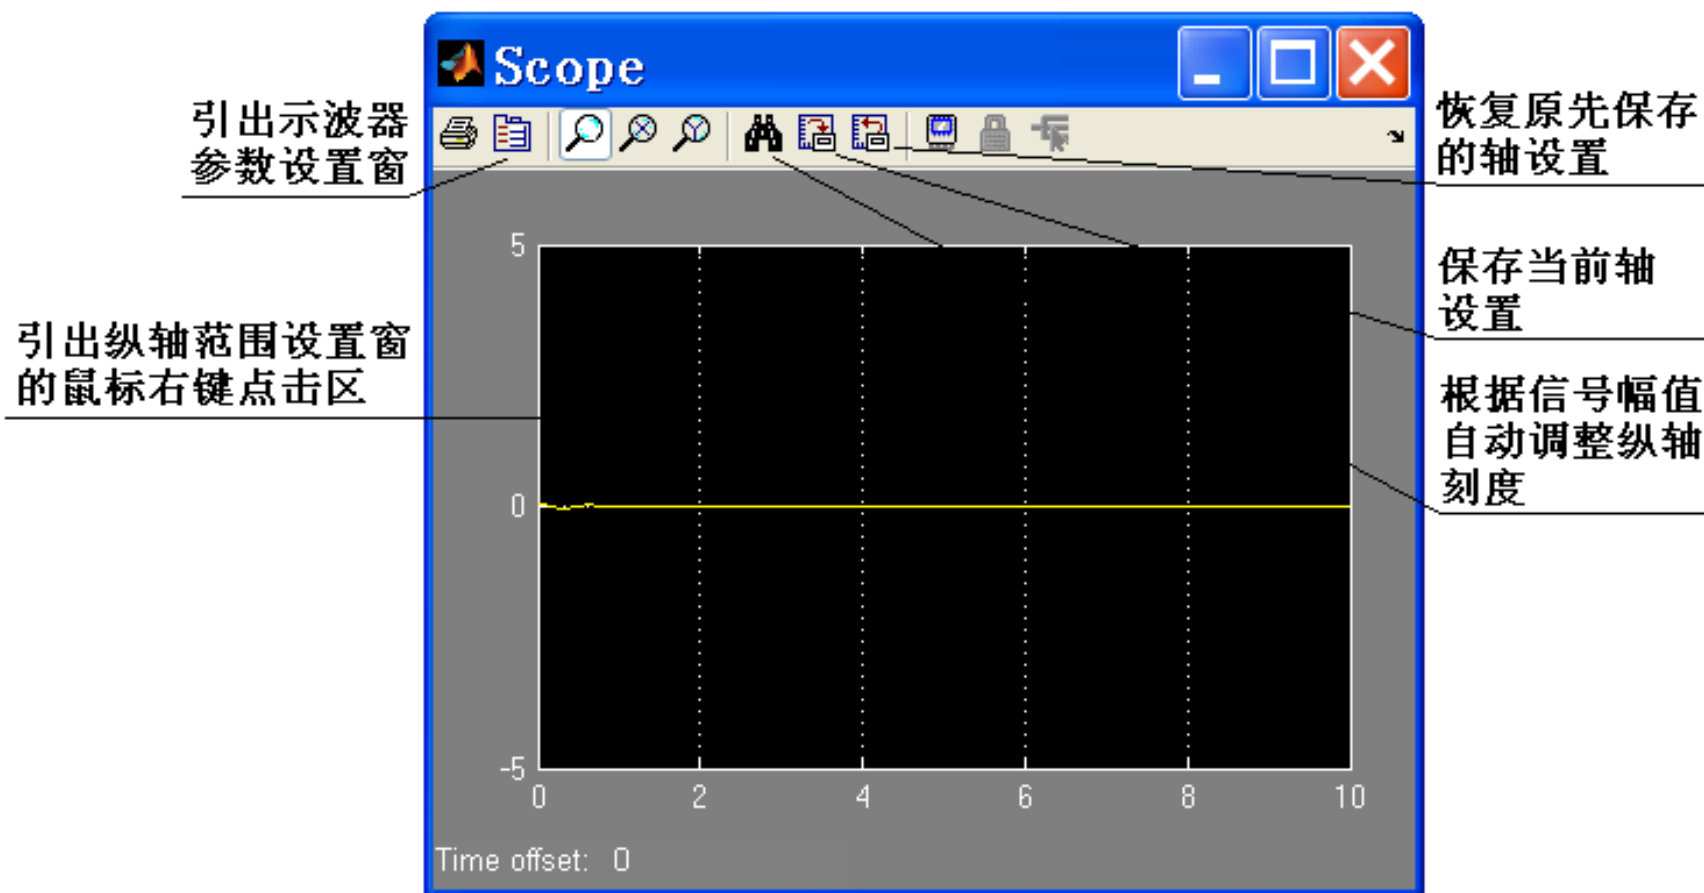 Scope
引出示波器
参数设置窗
恢复原先保存
的轴设置
5
保存当前轴
设置
引出纵轴范围设置窗
的鼠标右键点击区
根据信号幅值
自动调整纵轴
刻度
0
-5
0 2 4 6 8 10
Time offset: 0